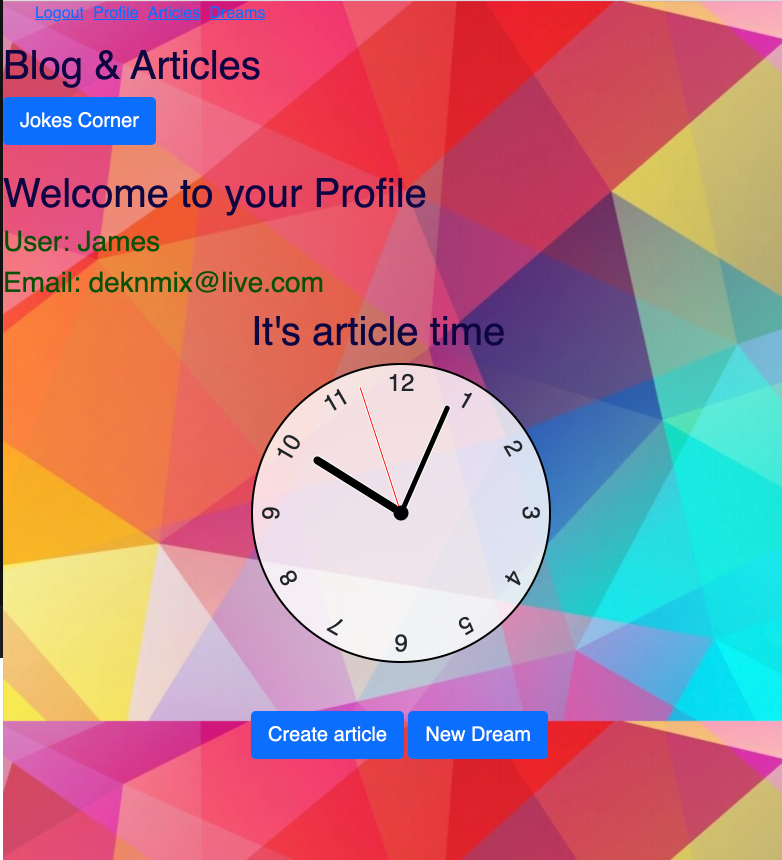 Logout Profile Articles Dreams
Blog & Articles
Jokes Corner
Welcome to your Profile
User: James
Email: deknmix@live.com
It's article time
12
1
2
3
4
5
6
7
8
9
10
11
Create article New Dream